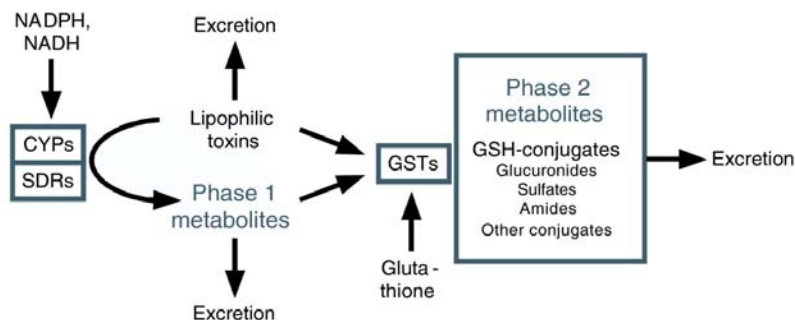 NADPH,
NADH
CYPs
SDRs
Excretion
Lipophilic
toxins
Phase 1
metabolites
Excretion
GSTs
Gluta -
thione
Phase 2
metabolites
GSH-conjugates
Glucuronides
Sulfates
Amides
Other conjugates
Excretion